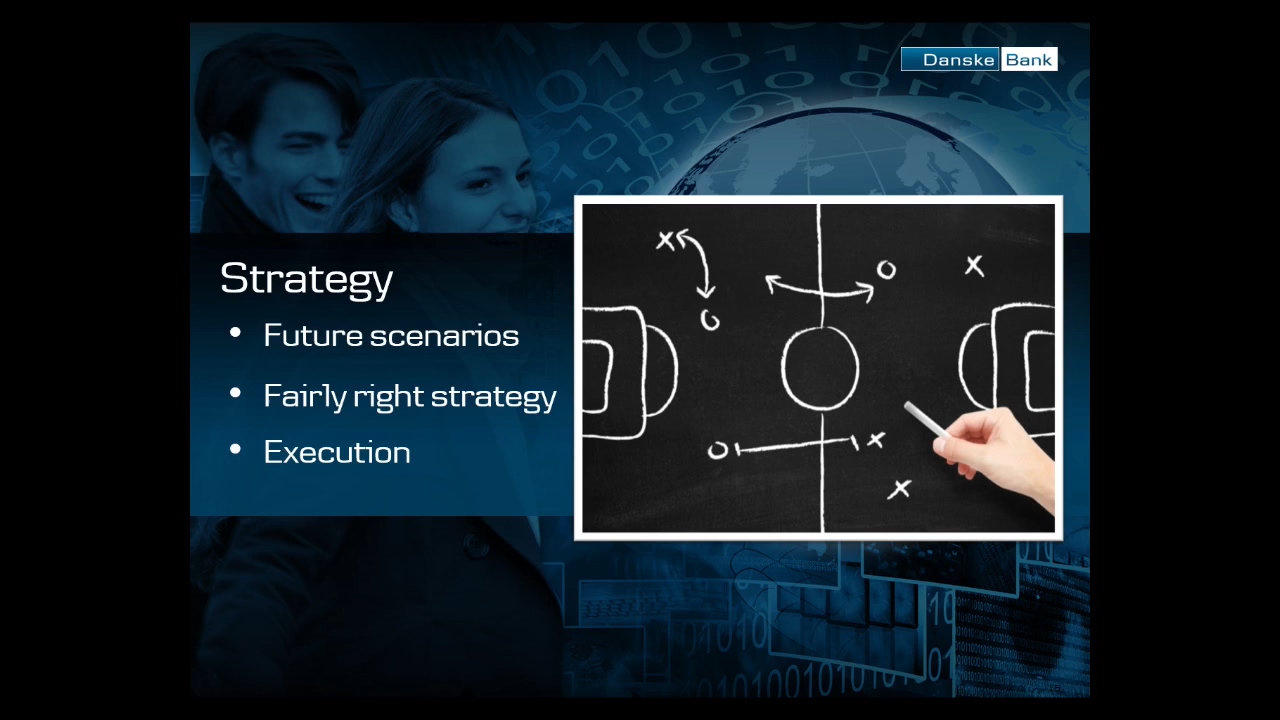 Danske Bank
Strategy
Future scenarios
Fairly right strategy
Execution